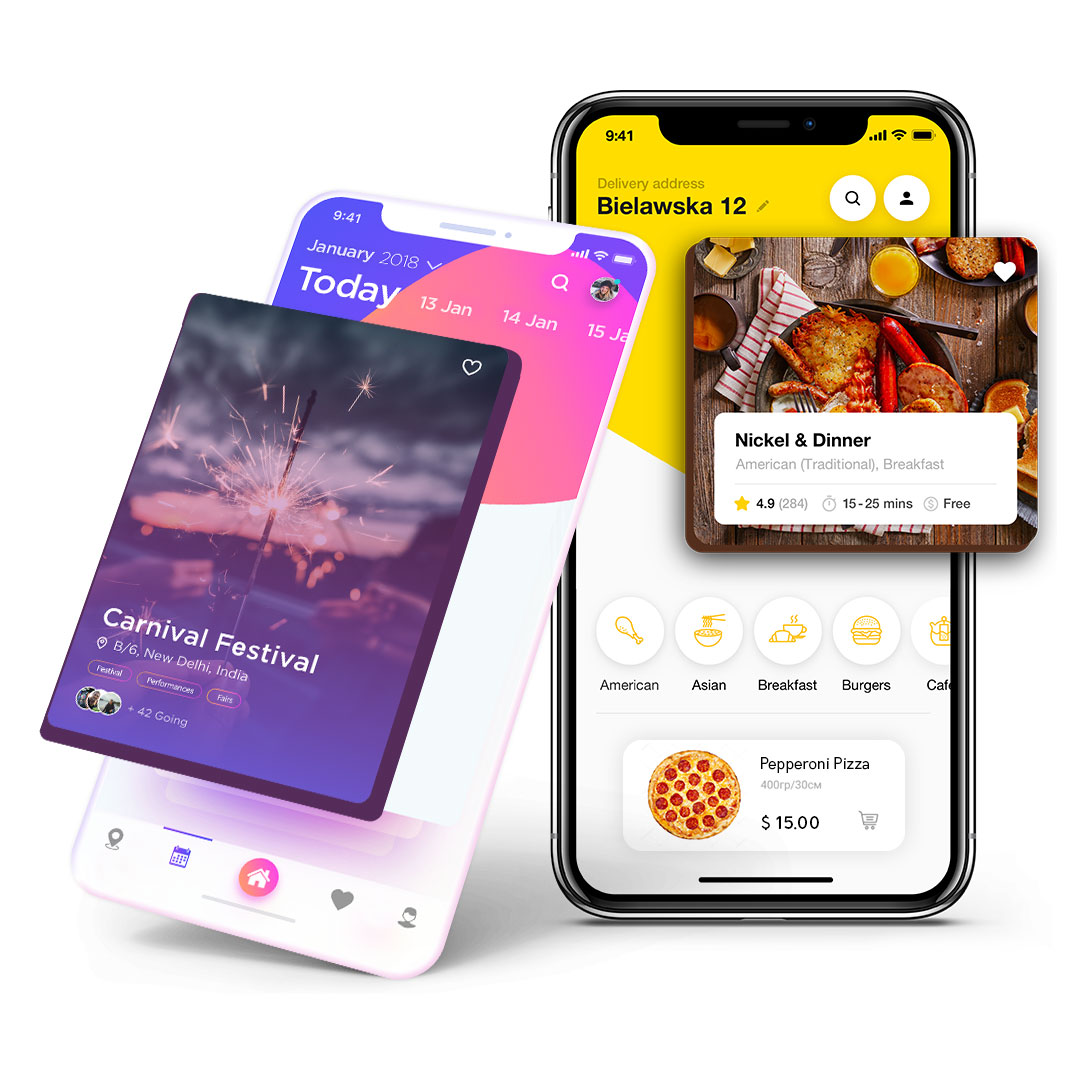 9:41
January 2018
Today
13 Jan
14 Jan
15 Ja
Carnival Festival
B/6, New Delhi, India
Festival
Performances
Fairs
+ 42 Going
9:41
Delivery address
Bielawska 12
Nickel & Dinner
American (Traditional), Breakfast
4.9 (284) 15-25 mins $ Free
American Asian Breakfast Burgers Cafe
Pepperoni Pizza
400гр/30см
$ 15.00